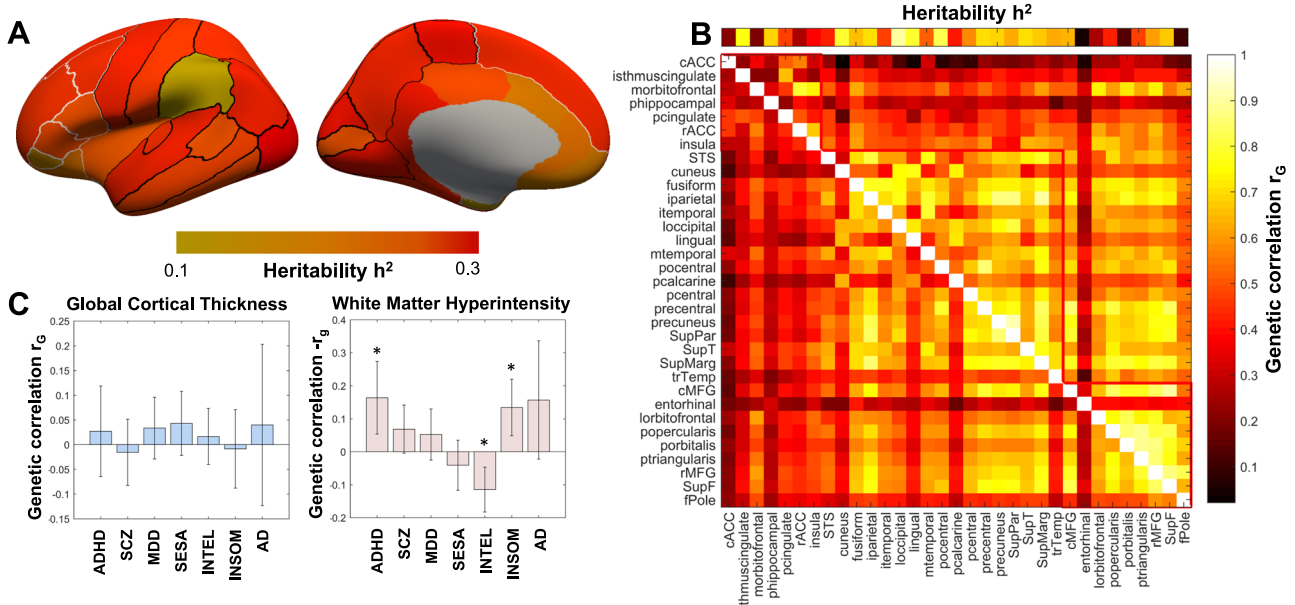 A
0.1
Heritability h²
0.3
B
Heritability h²
cACC
isthmuscingulate
morbitofrontal
phippocampal
pcingulate
rACC
insula
STS
cuneus
fusiform
iparietal
itemporal
loccipital
lingual
mtemporal
pocentral
pcalcarine
pcentral
precentral
precuneus
SupPar
SupT
SupMarg
trTemp
cMFG
entorhinal
lorbitofrontal
popercularis
porbitalis
ptriangularis
rMFG
SupF
fPole
cACC
thmuscingulate
morbitofrontal
phippocampal
pcingulate
rACC
insula
STS
cuneus
fusiform
iparietal
itemporal
loccipital
lingual
mtemporal
pocentral
pcalcarine
pcentral
precentral
precuneus
SupPar
SupT
SupMarg
trTemp
cMFG
entorhinal
lorbitofrontal
popercularis
porbitalis
ptriangularis
rMFG
SupF
fPole
1
0.9
0.8
0.7
0.6
0.5
0.4
0.3
0.2
0.1
Genetic correlation r_G
C
Global Cortical Thickness
Genetic correlation r_G
0.25
0.2
0.15
0.1
0.05
0
-0.05
-0.1
-0.15
ADHD
SCZ
MDD
SESA
INTEL
INSOM
AD
White Matter Hyperintensity
Genetic correlation -r_g
0.4
0.3
0.2
0.1
0
-0.1
-0.2
*
*
*
ADHD
SCZ
MDD
SESA
INTEL
INSOM
AD